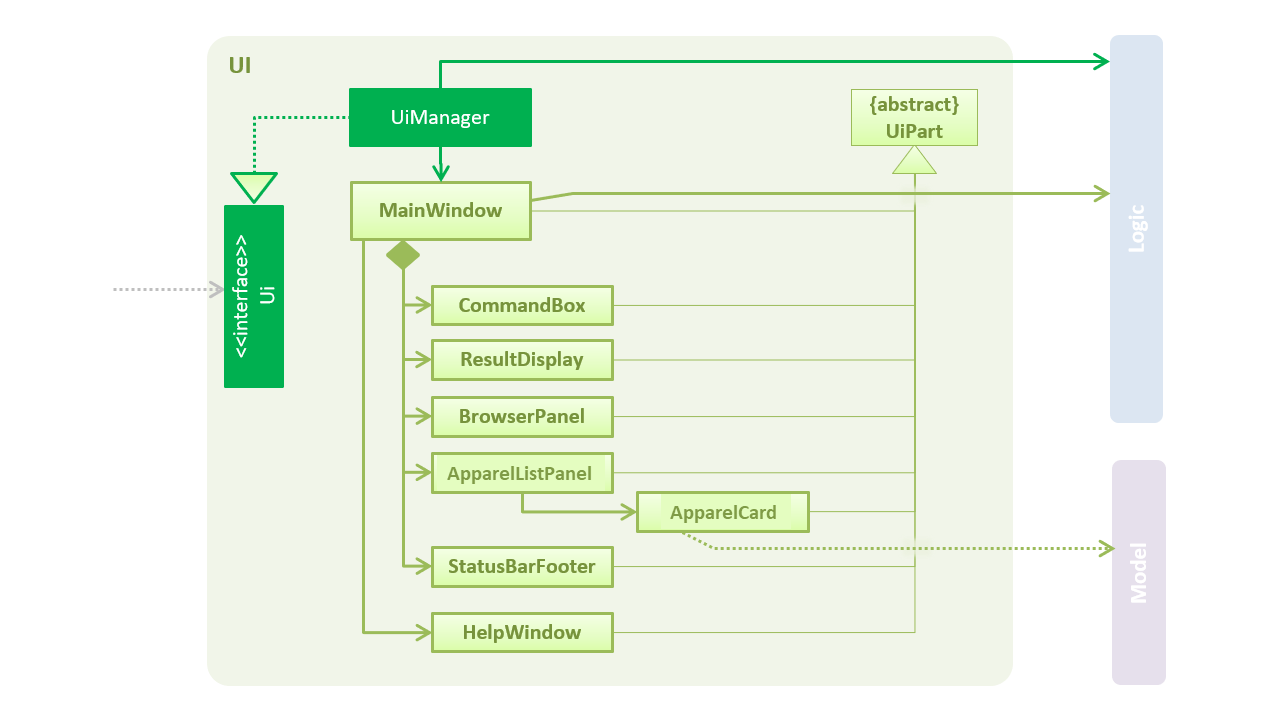 UI
UiManager
{abstract}
UiPart
MainWindow
<<interface>>
Ui
Logic
CommandBox
ResultDisplay
BrowserPanel
ApparelListPanel
ApparelCard
StatusBarFooter
Model
HelpWindow